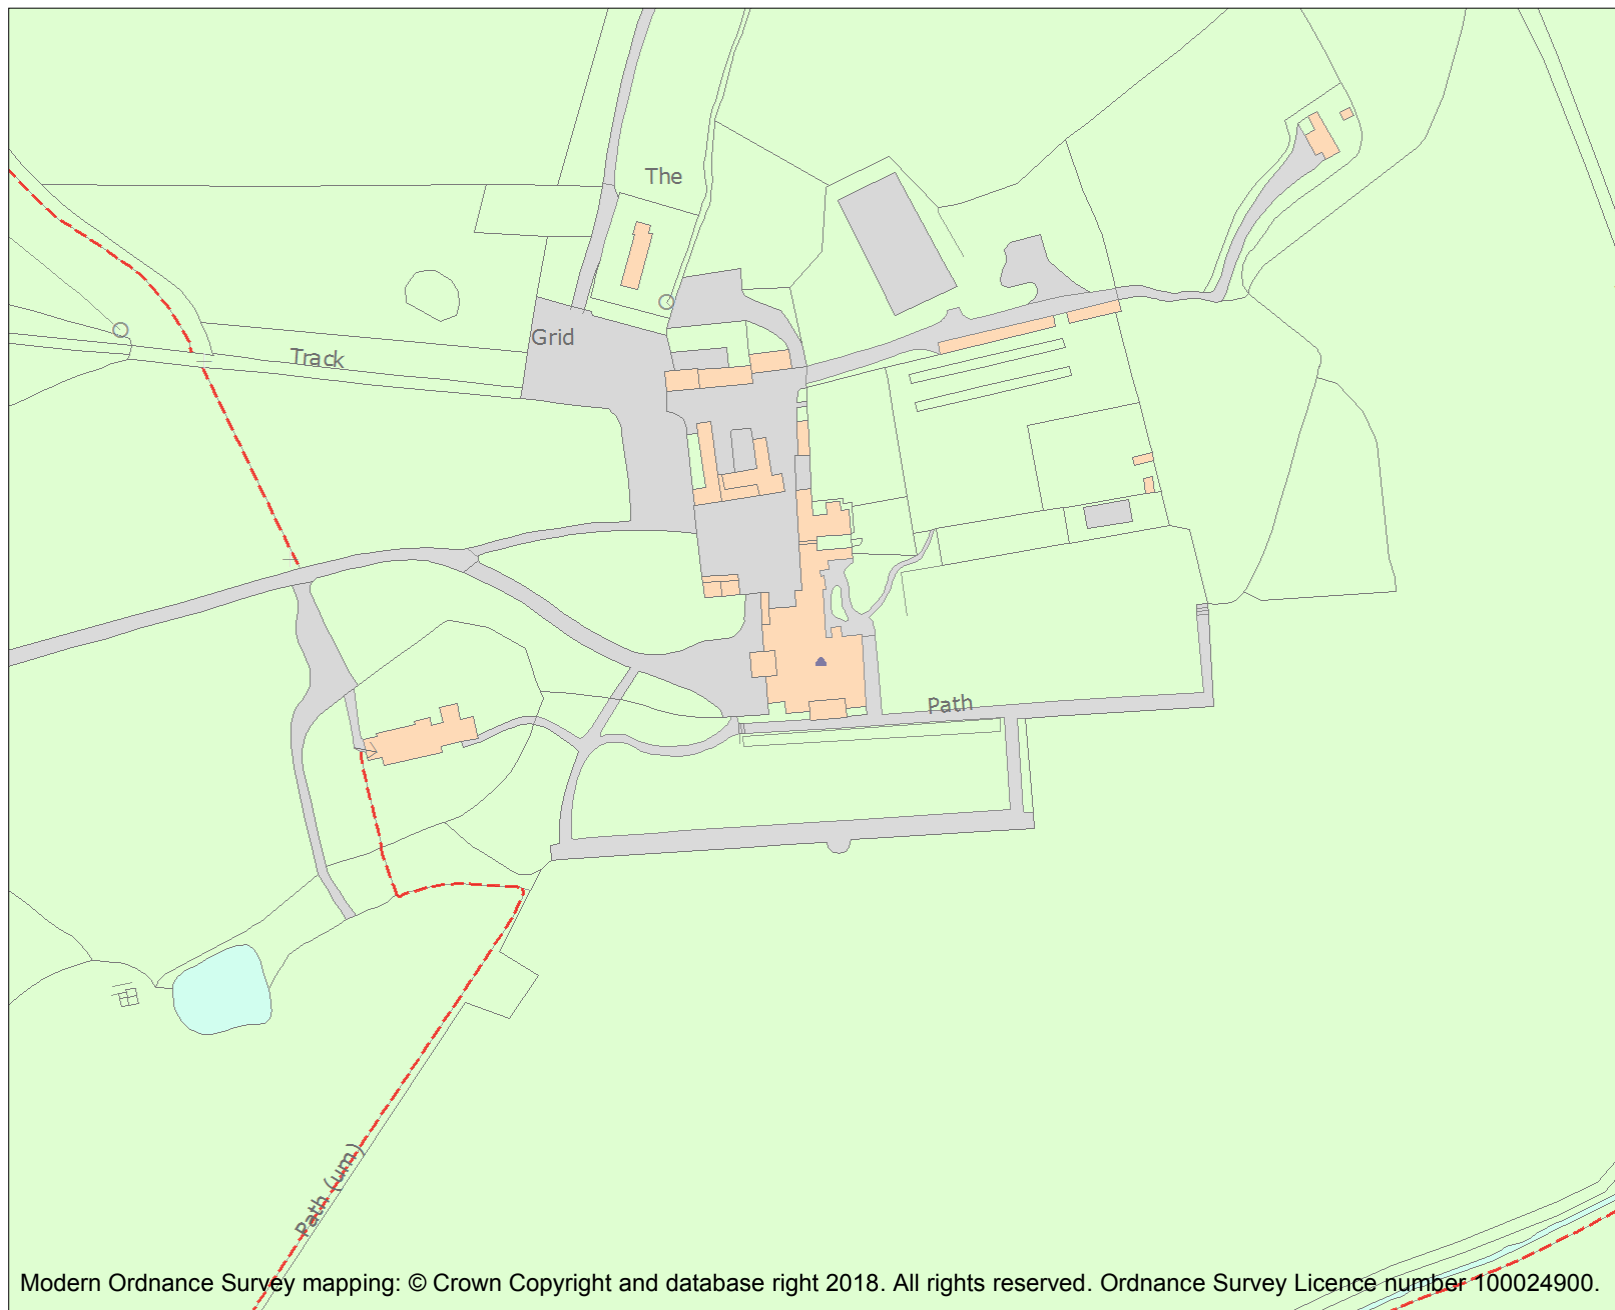 The
Grid
Track
Path
Path (um)
Modern Ordnance Survey mapping: © Crown Copyright and database right 2018. All rights reserved. Ordnance Survey Licence number 100024900.